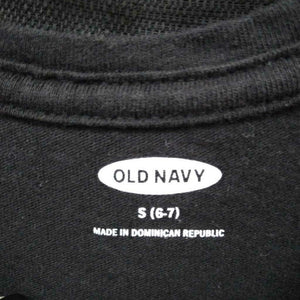 OLD NAVY
S (6-7)
MADE IN DOMINICAN REPUBLIC